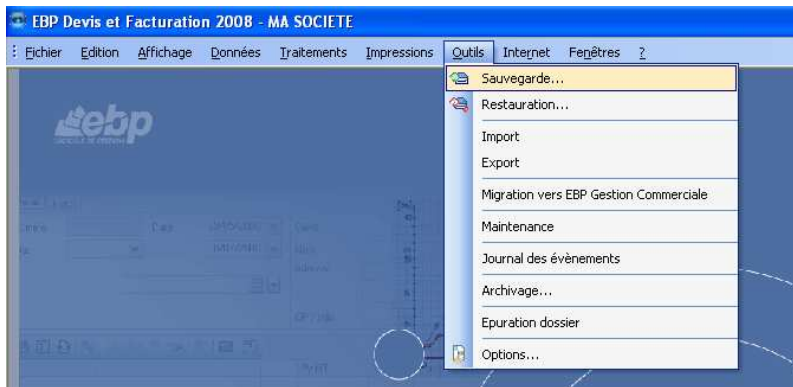 EBP Devis et Facturation 2008 - MA SOCIETE
Fichier Edition Affichage Données Traitements Impressions Outils Internet Fenêtres ?
Sauvegarde...
Restauration...
Import
Export
Migration vers EBP Gestion Commerciale
Maintenance
Journal des évènements
Archivage...
Epuration dossier
Options...
ebp